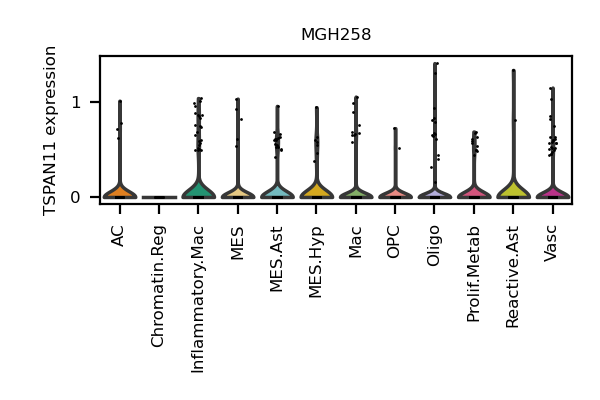 MGH258
TSPAN11 expression
1
0
AC
Chromatin.Reg
Inflammatory.Mac
MES
MES.Ast
MES.Hyp
Mac
OPC
Oligo
Prolif.Metab
Reactive.Ast
Vasc